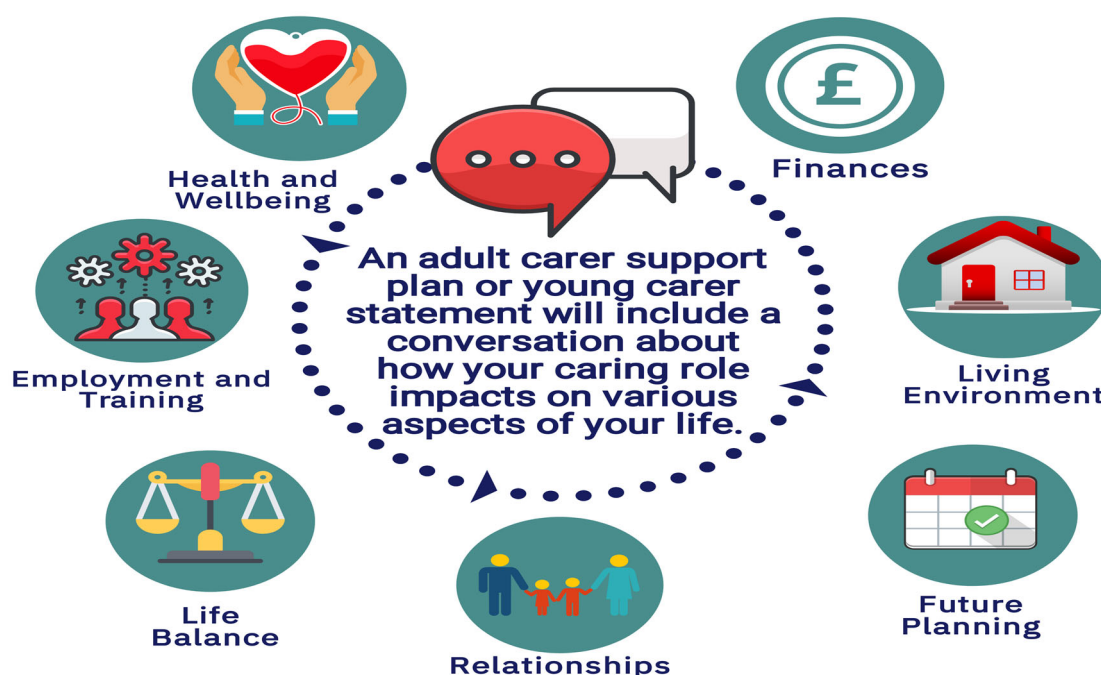 Health and
Wellbeing
£
Finances
An adult carer support
plan or young carer
statement will include a
conversation about
how your caring role
impacts on various
aspects of your life.
Employment and
Training
Living
Environment
Life
Balance
Future
Planning
Relationships